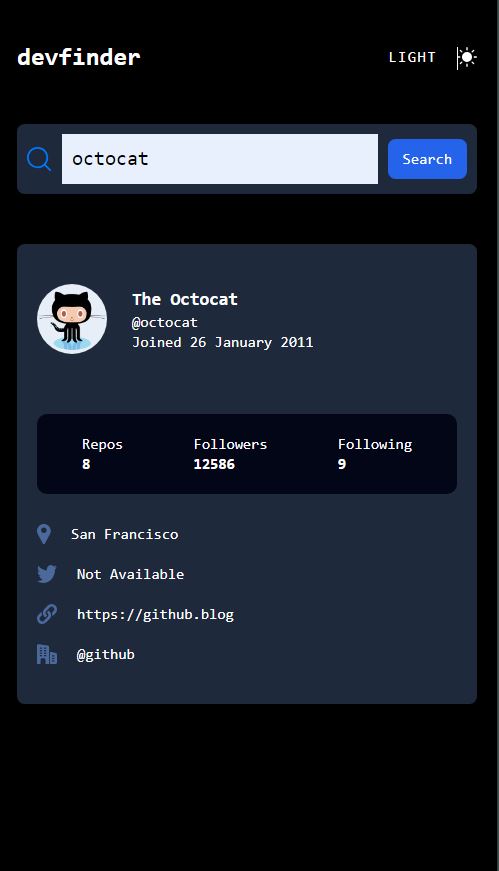 devfinder
LIGHT
octocat
Search
The Octocat
@octocat
Joined 26 January 2011
Repos Followers Following
8 12586 9
San Francisco
Not Available
https://github.blog
@github